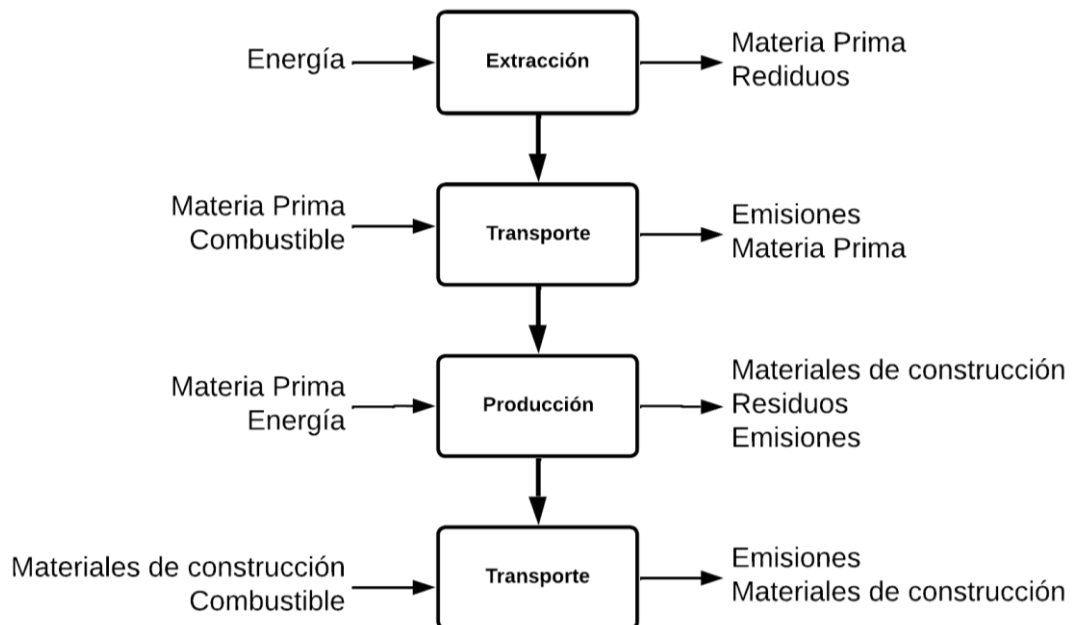 Energía
Extracción
Materia Prima
Rediduos
Materia Prima
Combustible
Transporte
Emisiones
Materia Prima
Materia Prima
Energía
Producción
Materiales de construcción
Residuos
Emisiones
Materiales de construcción
Combustible
Transporte
Emisiones
Materiales de construcción